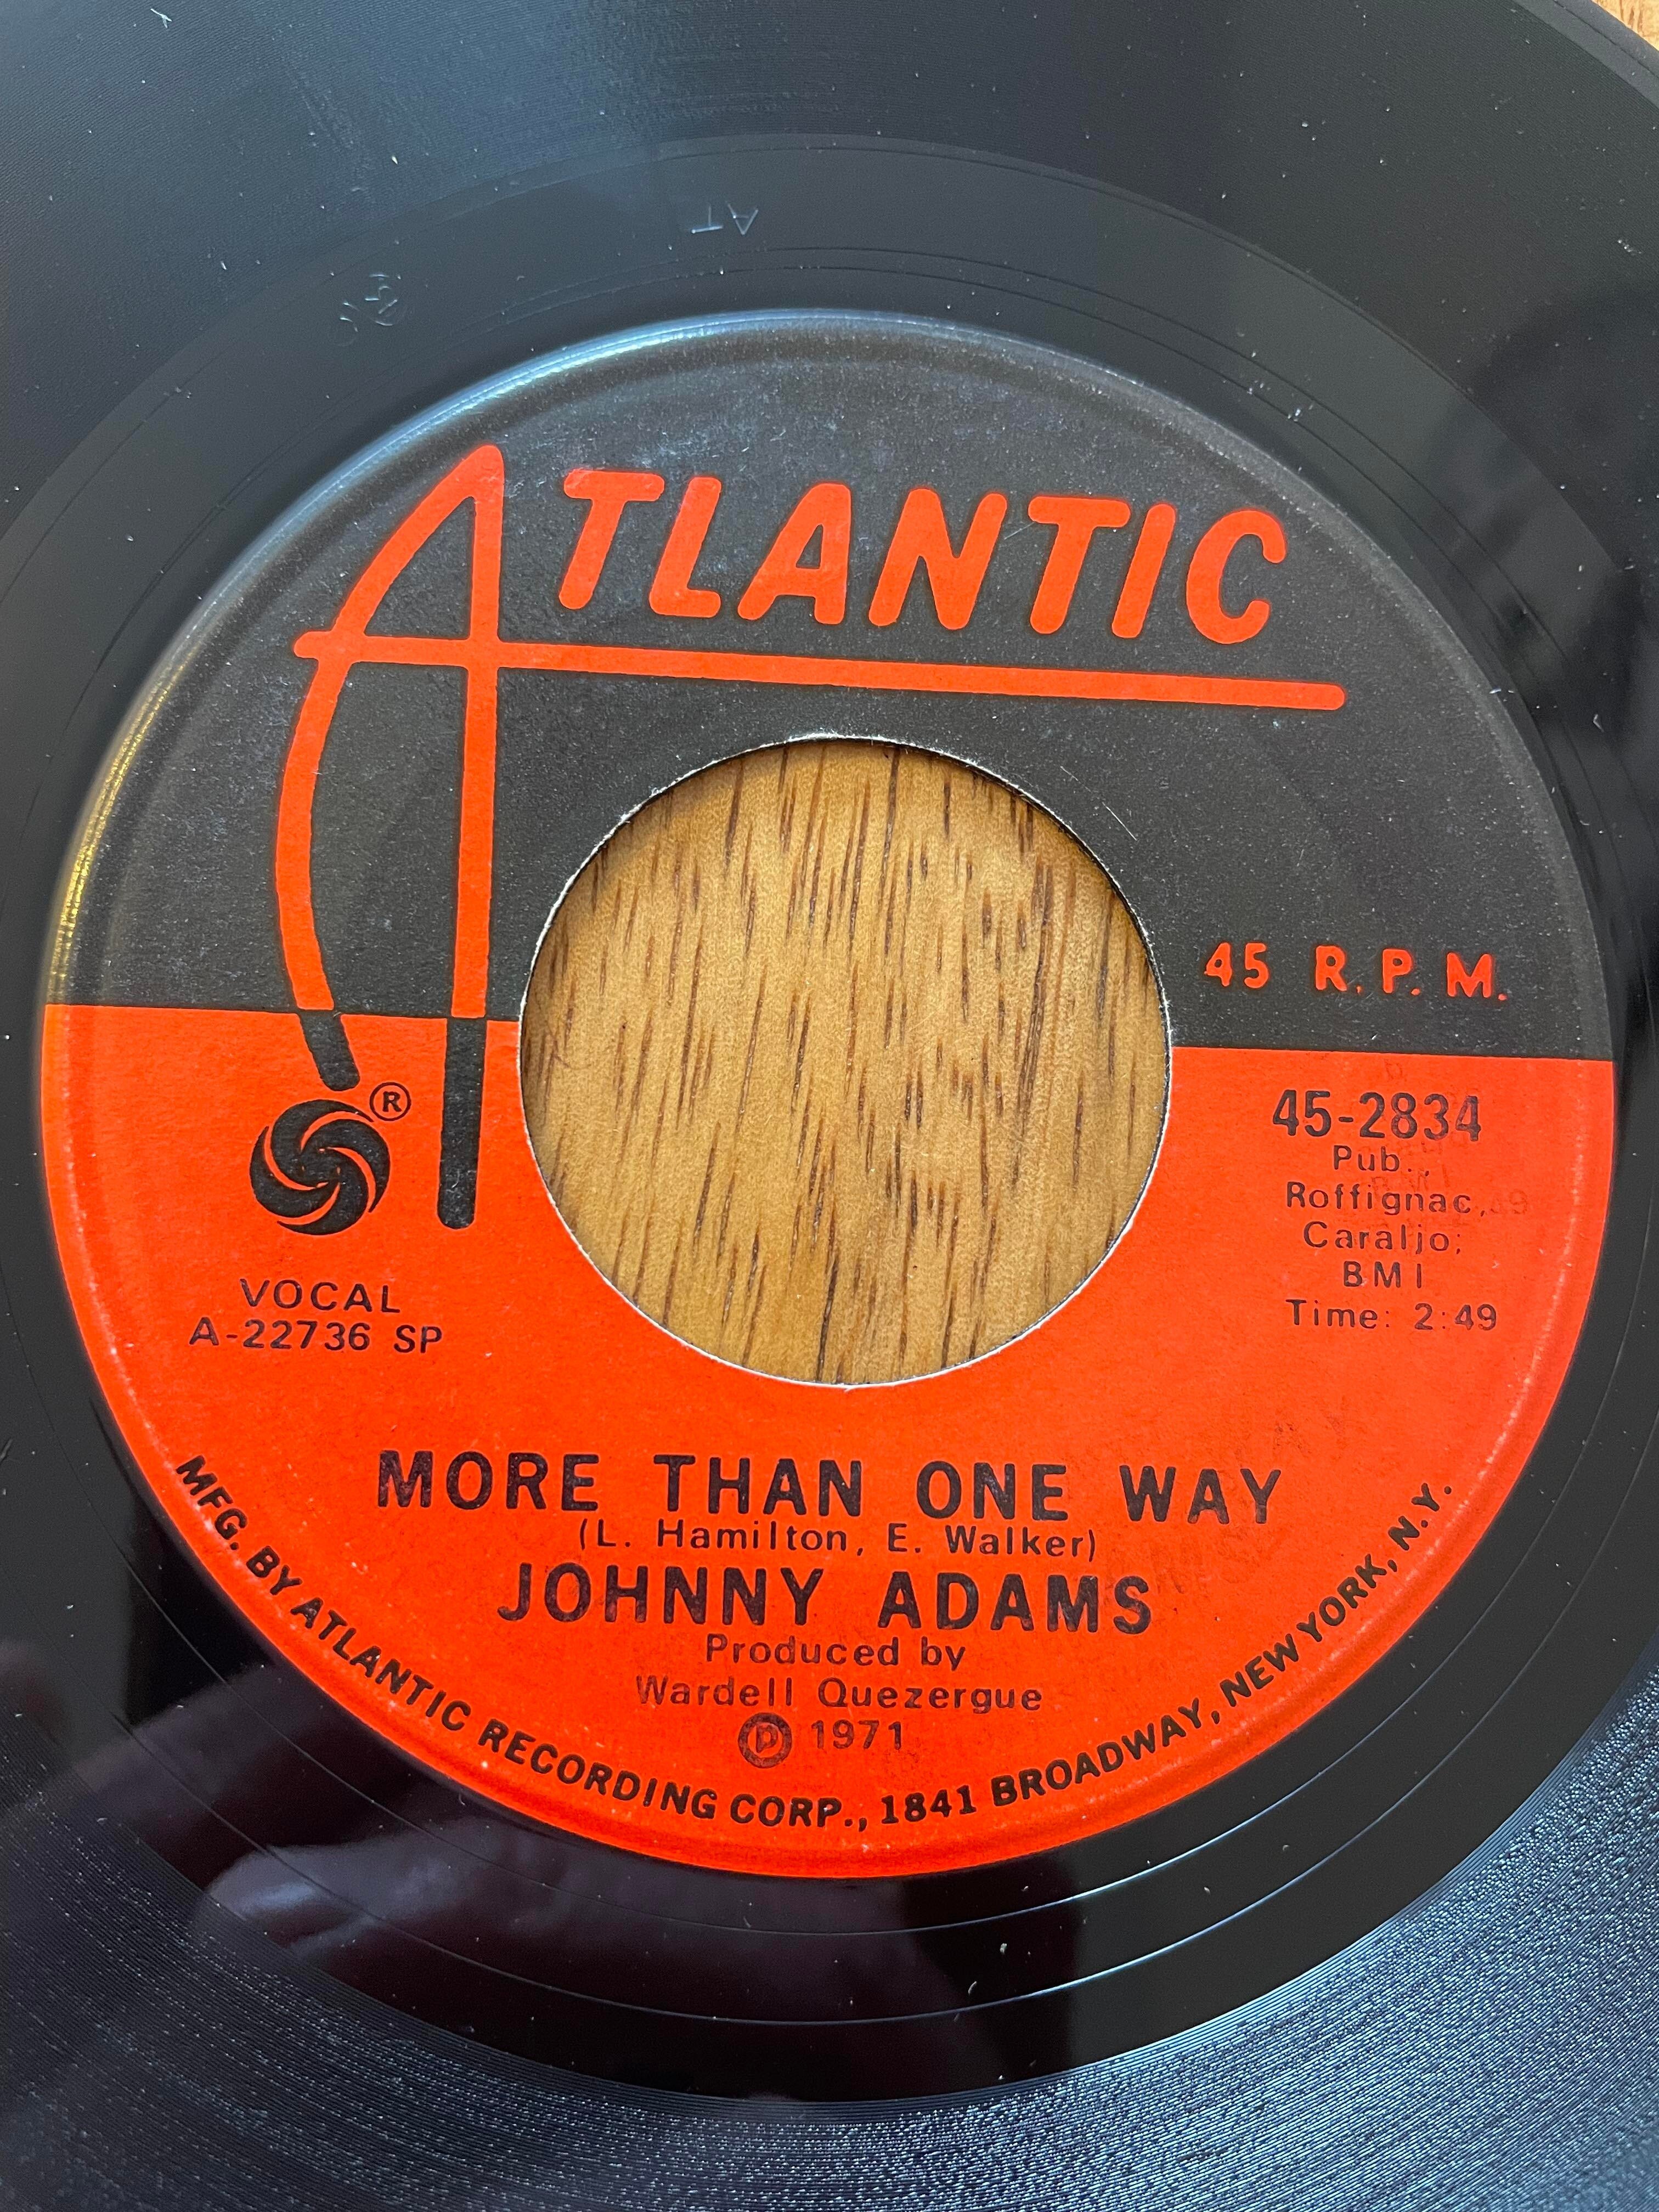 AT
ATLANTIC
45 R.P.M.
®
45-2834
Pub.,
Roffignac,
Caraljo;
BMI
Time: 2:49
VOCAL
A-22736 SP
MORE THAN ONE WAY
(L. Hamilton, E. Walker)
JOHNNY ADAMS
Produced by
Wardell Quezergue
℗ 1971
MFG. BY ATLANTIC RECORDING CORP., 1841 BROADWAY, NEW YORK, N.Y.